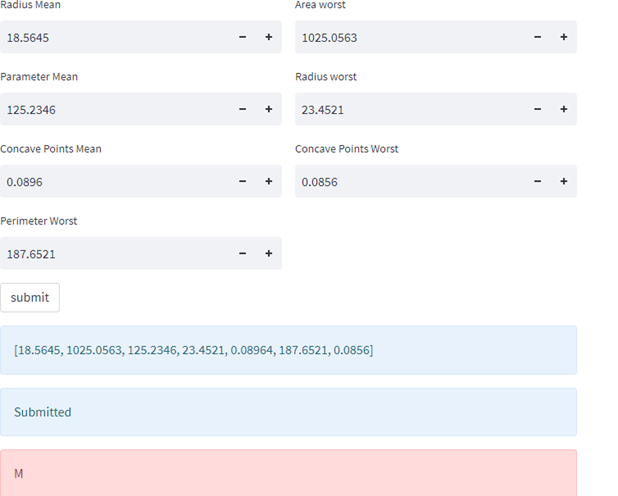 Radius Mean
Area worst
18.5645 − +
1025.0563 − +
Parameter Mean
Radius worst
125.2346 − +
23.4521 − +
Concave Points Mean
Concave Points Worst
0.0896 − +
0.0856 − +
Perimeter Worst
187.6521 − +
submit
[18.5645, 1025.0563, 125.2346, 23.4521, 0.08964, 187.6521, 0.0856]
Submitted
M